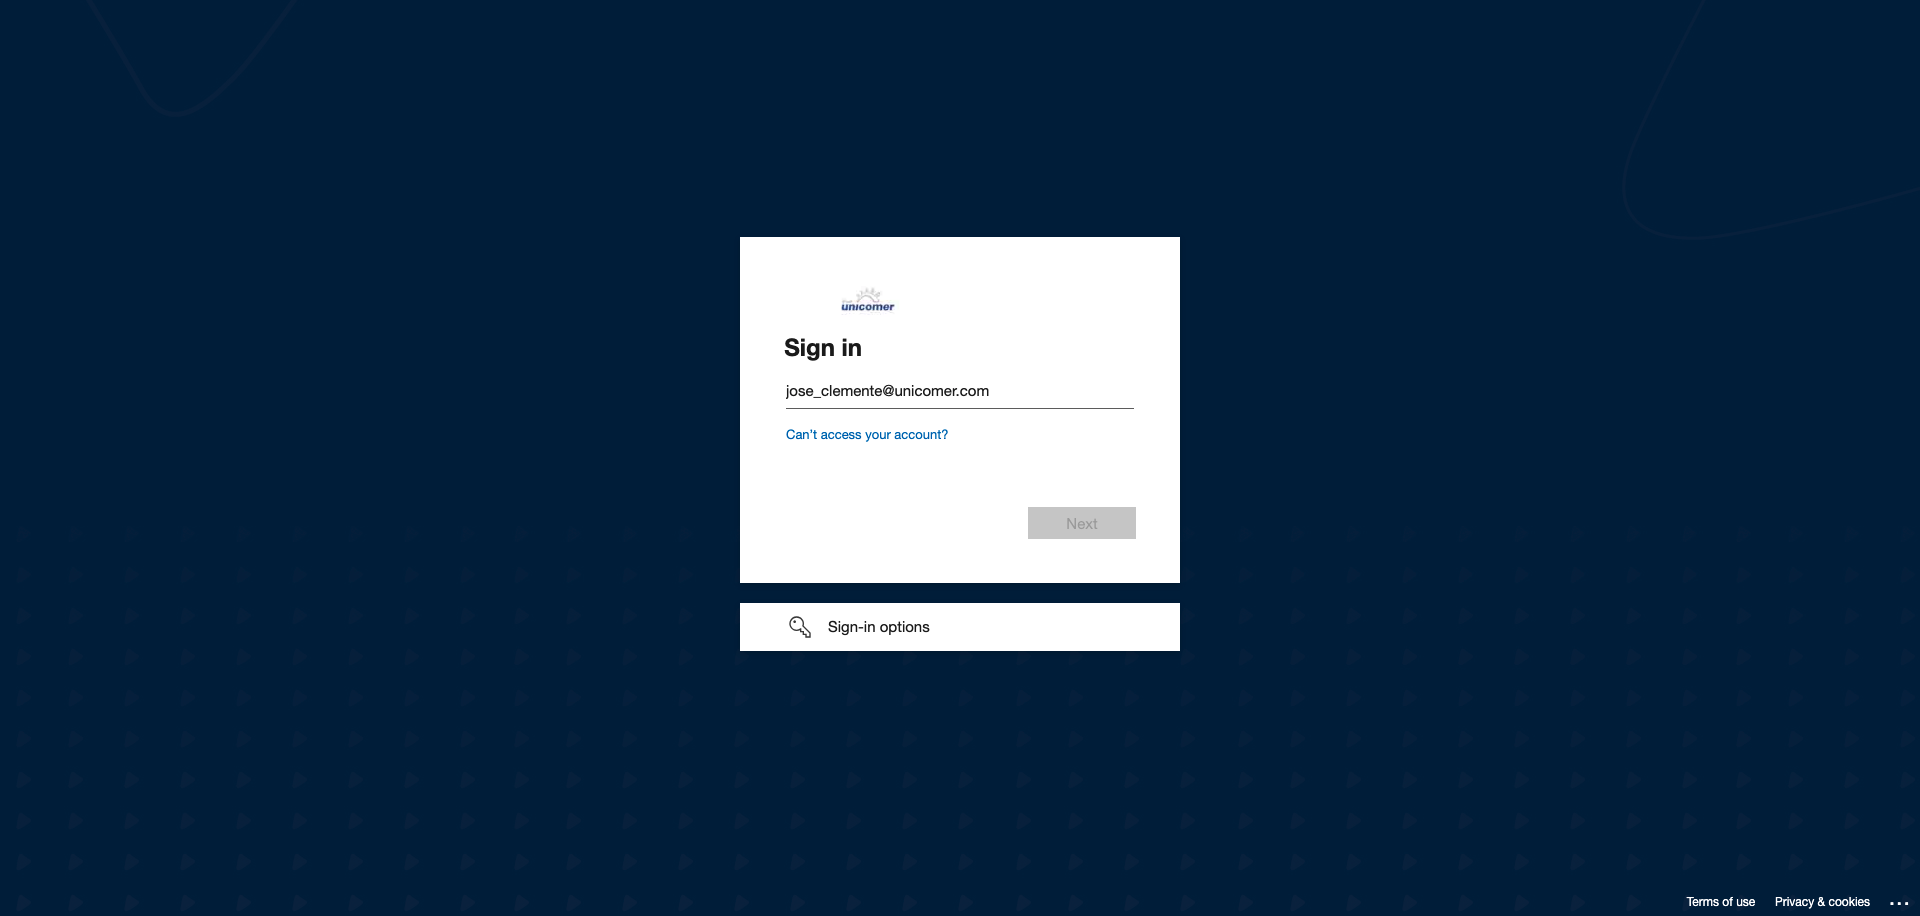 unicomer
Sign in
jose_clemente@unicomer.com
Can't access your account?
Next
Sign-in options
Terms of use Privacy & cookies ...